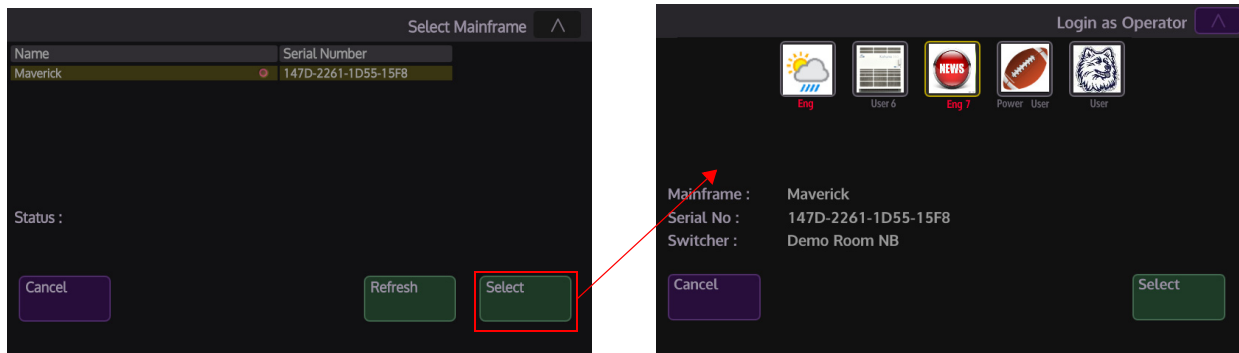 Select Mainframe
Name Serial Number
Maverick 147D-2261-1D55-15F8
Status :
Cancel Refresh Select
Login as Operator
NEWS
Eng User 6 Eng 7 Power User User
Mainframe : Maverick
Serial No : 147D-2261-1D55-15F8
Switcher : Demo Room NB
Cancel Select